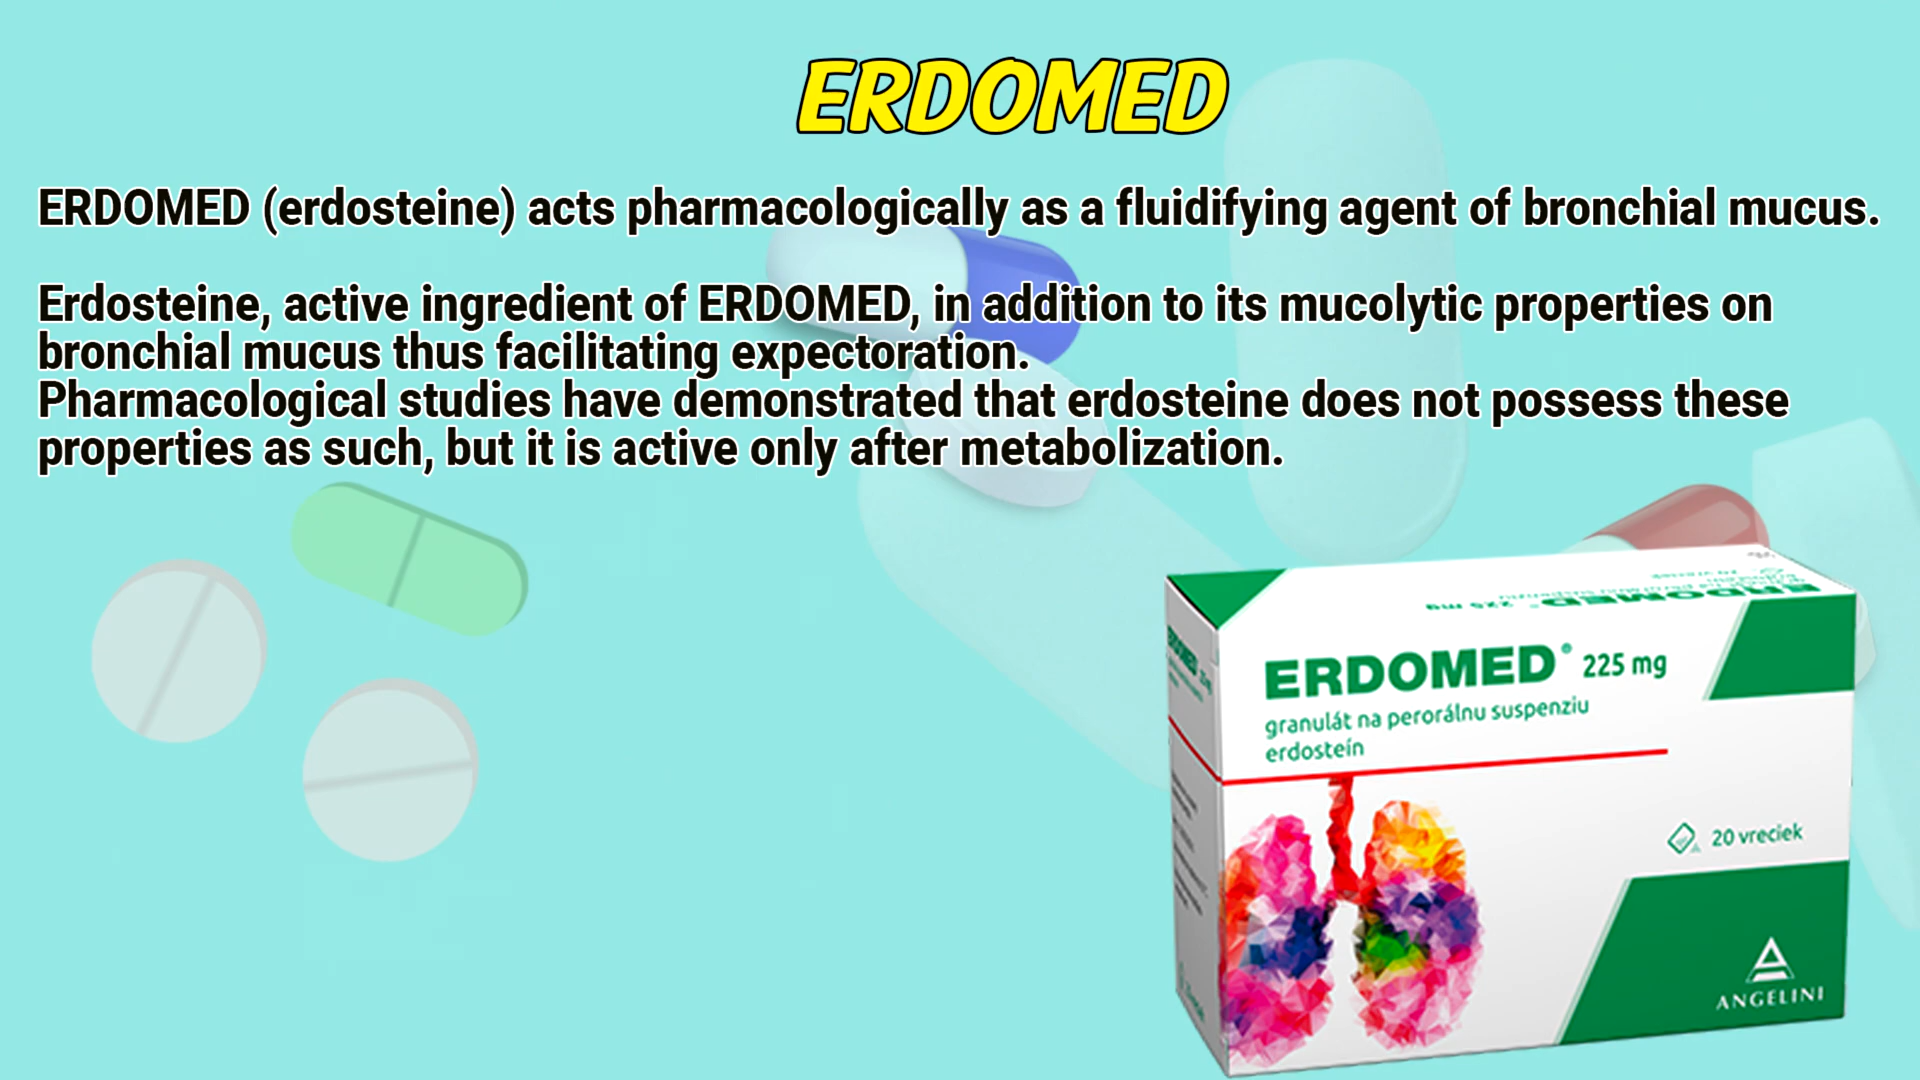 ERDOMED
ERDOMED (erdosteine) acts pharmacologically as a fluidifying agent of bronchial mucus.
Erdosteine, active ingredient of ERDOMED, in addition to its mucolytic properties on
bronchial mucus thus facilitating expectoration.
Pharmacological studies have demonstrated that erdosteine does not possess these
properties as such, but it is active only after metabolization.
ERDOMED 225 mg
ERDOMED® 225 mg
granulát na perorálnu suspenziu
erdosteín
20 vreciek
ANGELINI